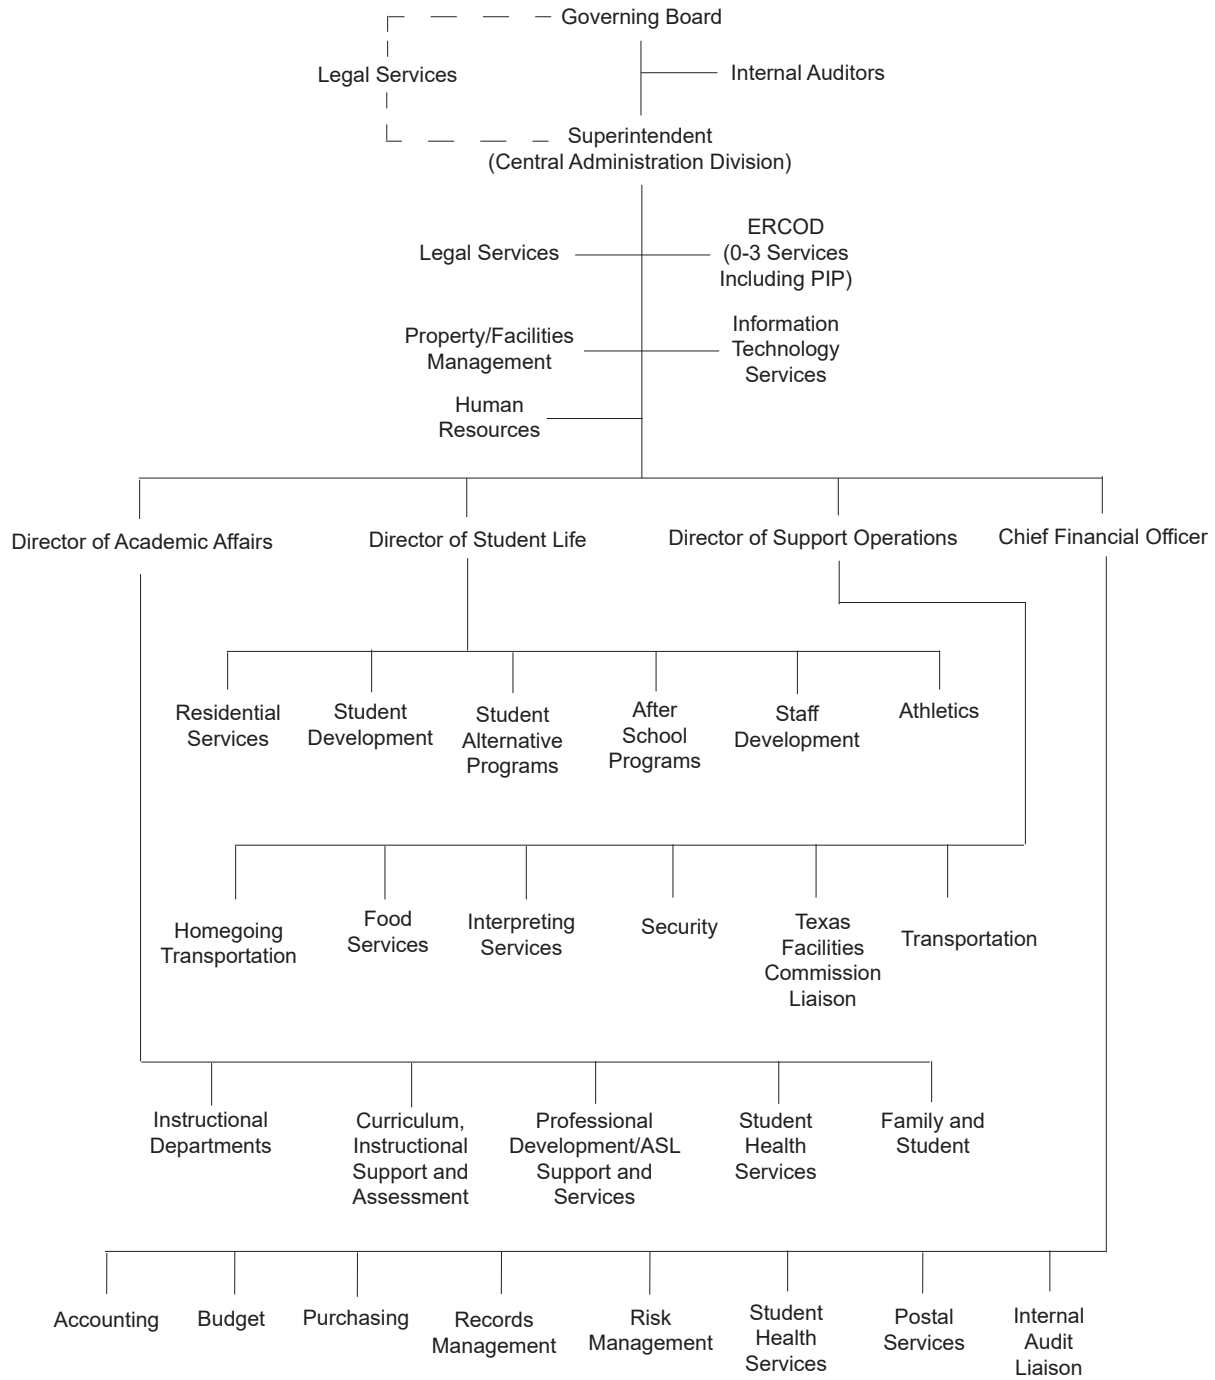 Governing Board
Legal Services
Internal Auditors
Superintendent
(Central Administration Division)
Legal Services
ERCOD
(0-3 Services
Including PIP)
Property/Facilities
Management
Information
Technology
Services
Human
Resources
Director of Academic Affairs
Director of Student Life
Director of Support Operations
Chief Financial Officer
Residential
Services
Student
Development
Student
Alternative
Programs
After
School
Programs
Staff
Development
Athletics
Homegoing
Transportation
Food
Services
Interpreting
Services
Security
Texas
Facilities
Commission
Liaison
Transportation
Instructional
Departments
Curriculum,
Instructional
Support and
Assessment
Professional
Development/ASL
Support and
Services
Student
Health
Services
Family and
Student
Accounting
Budget
Purchasing
Records
Management
Risk
Management
Student
Health
Services
Postal
Services
Internal
Audit
Liaison